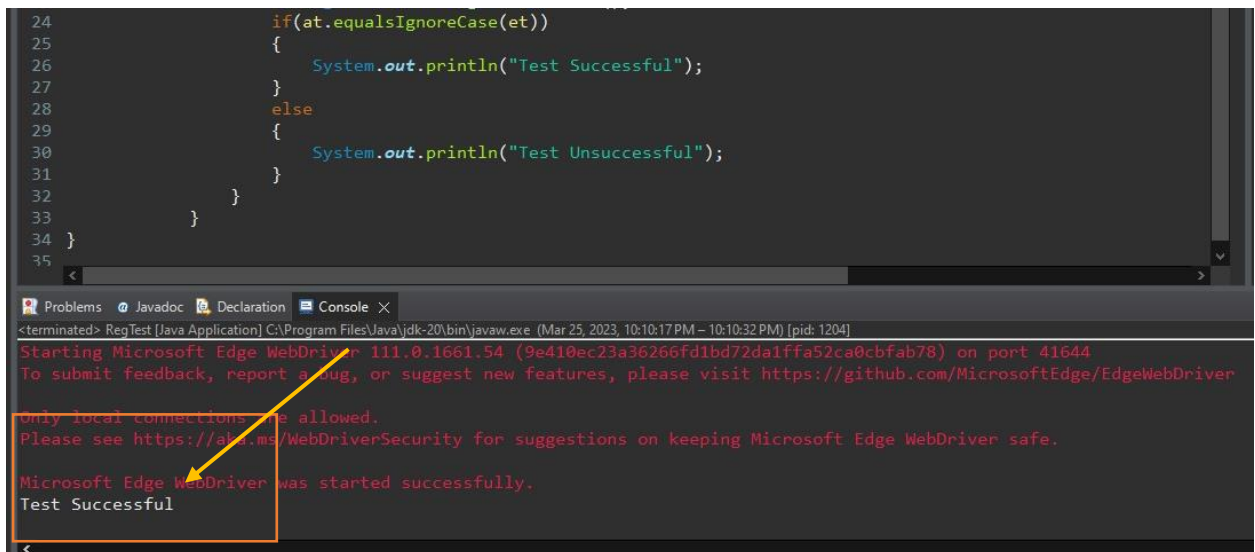 24 if(at.equalsIgnoreCase(et))
25 {
26 System.out.println("Test Successful");
27 }
28 else
29 {
30 System.out.println("Test Unsuccessful");
31 }
32 }
33 }
34 }
35
Problems @ Javadoc Declaration Console
<terminated> RegTest [Java Application] C:\Program Files\Java\jdk-20\bin\javaw.exe (Mar 25, 2023, 10:10:17 PM – 10:10:32 PM) [pid: 1204]
Starting Microsoft Edge WebDriver 111.0.1661.54 (9e410ec23a36266fd1bd72da1ffa52ca0cbfab78) on port 41644
To submit feedback, report a bug, or suggest new features, please visit https://github.com/MicrosoftEdge/EdgeWebDriver
Only local connections are allowed.
Please see https://aka.ms/WebDriverSecurity for suggestions on keeping Microsoft Edge WebDriver safe.
Microsoft Edge WebDriver was started successfully.
Test Successful